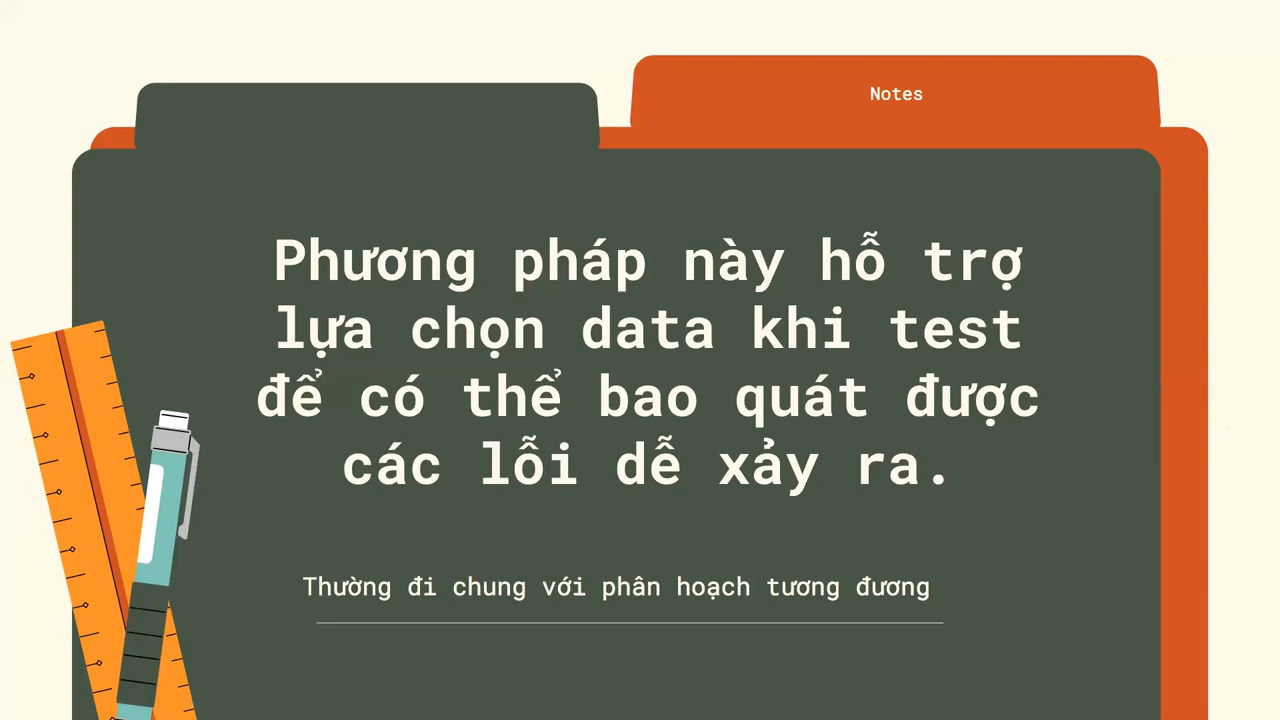 Notes
Phương pháp này hỗ trợ
lựa chọn data khi test
để có thể bao quát được
các lỗi dễ xảy ra.
Thường đi chung với phân hoạch tương đương